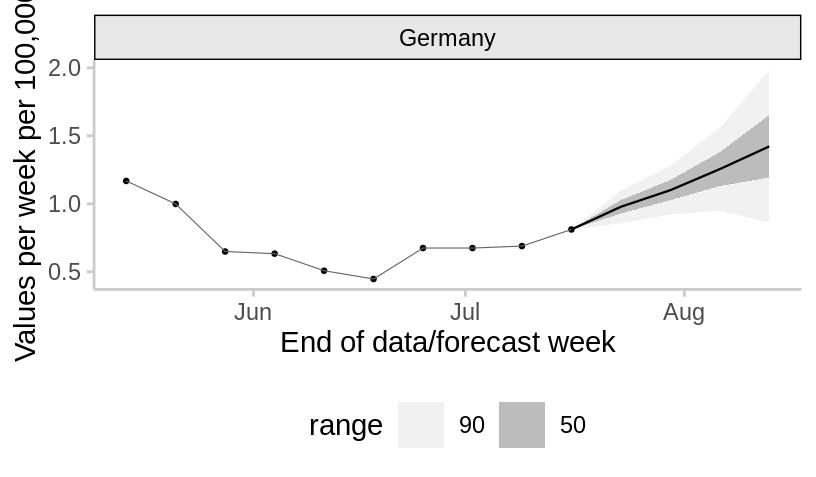 Germany
Values per week per 100,000
2.0
1.5
1.0
0.5
Jun Jul Aug
End of data/forecast week
range 90 50